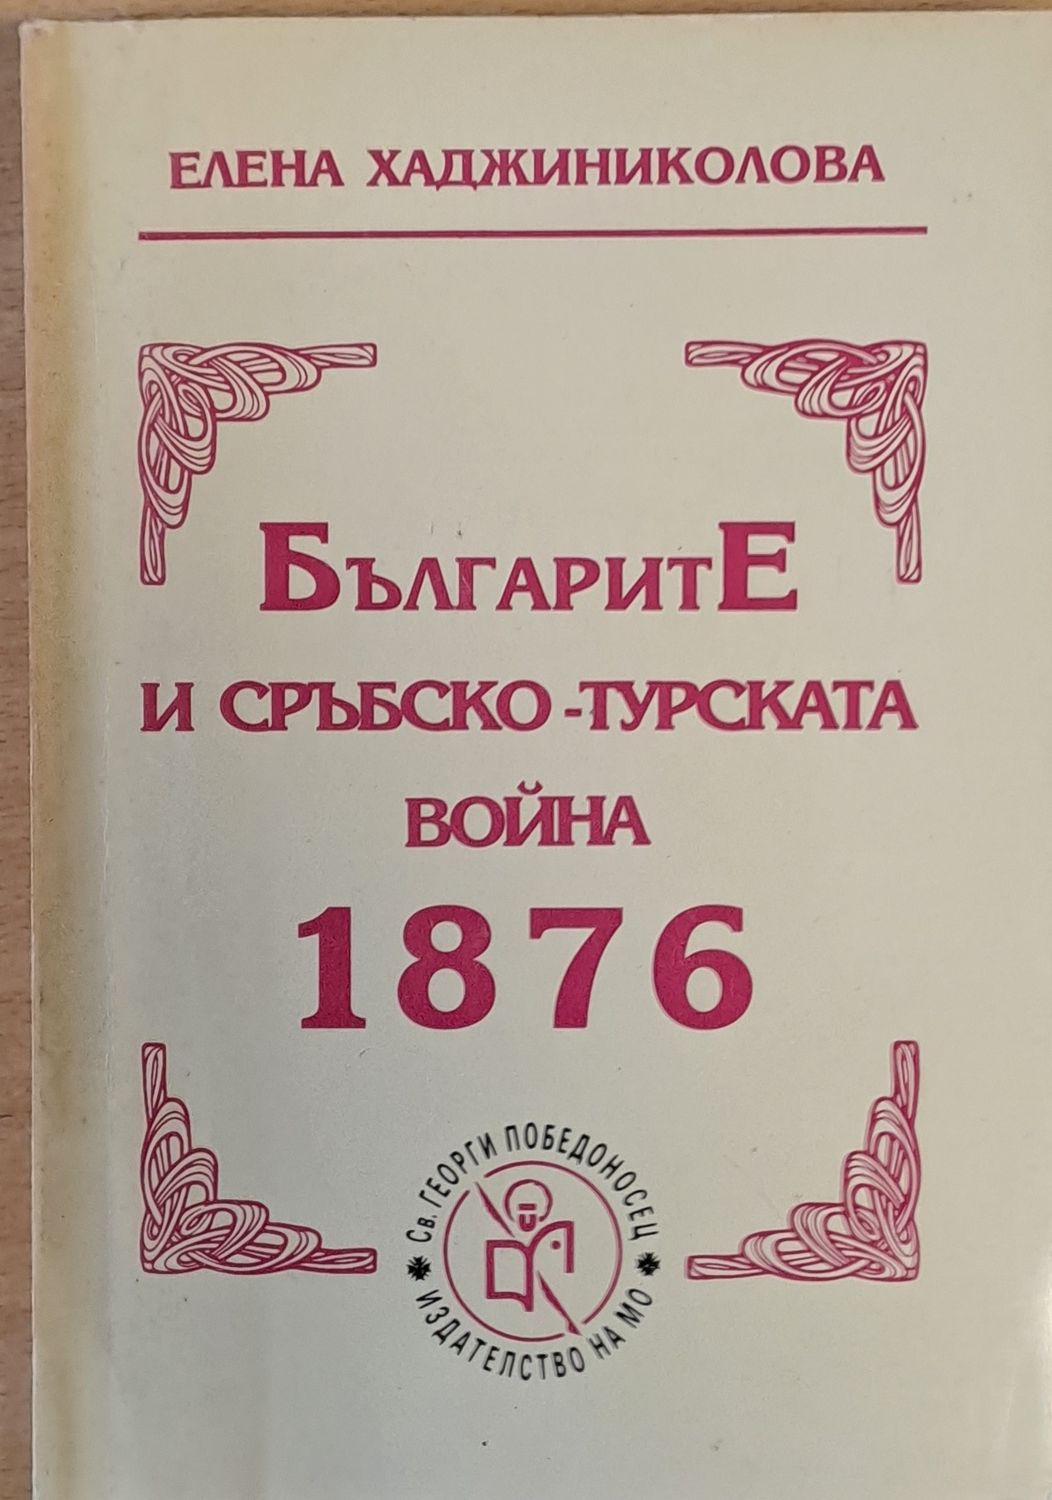 ЕЛЕНА ХАДЖИНИКОЛОВА
БЪЛГАРИТЕ
И СРЪБСКО-ТУРСКАТА
ВОЙНА
1876
Св. ГЕОРГИ ПОБЕДОНОСЕЦ
ИЗДАТЕЛСТВО НА МО